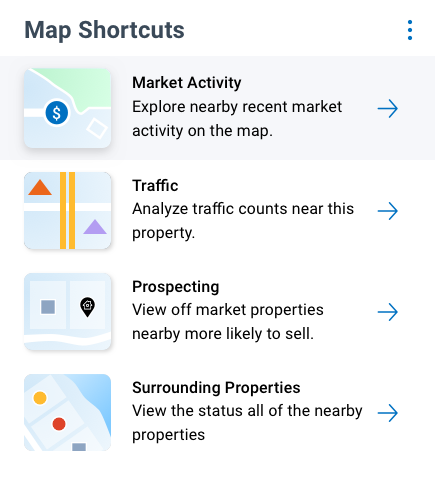 Map Shortcuts
$
Market Activity
Explore nearby recent market
activity on the map.
Traffic
Analyze traffic counts near this
property.
Prospecting
View off market properties
nearby more likely to sell.
Surrounding Properties
View the status all of the nearby
properties